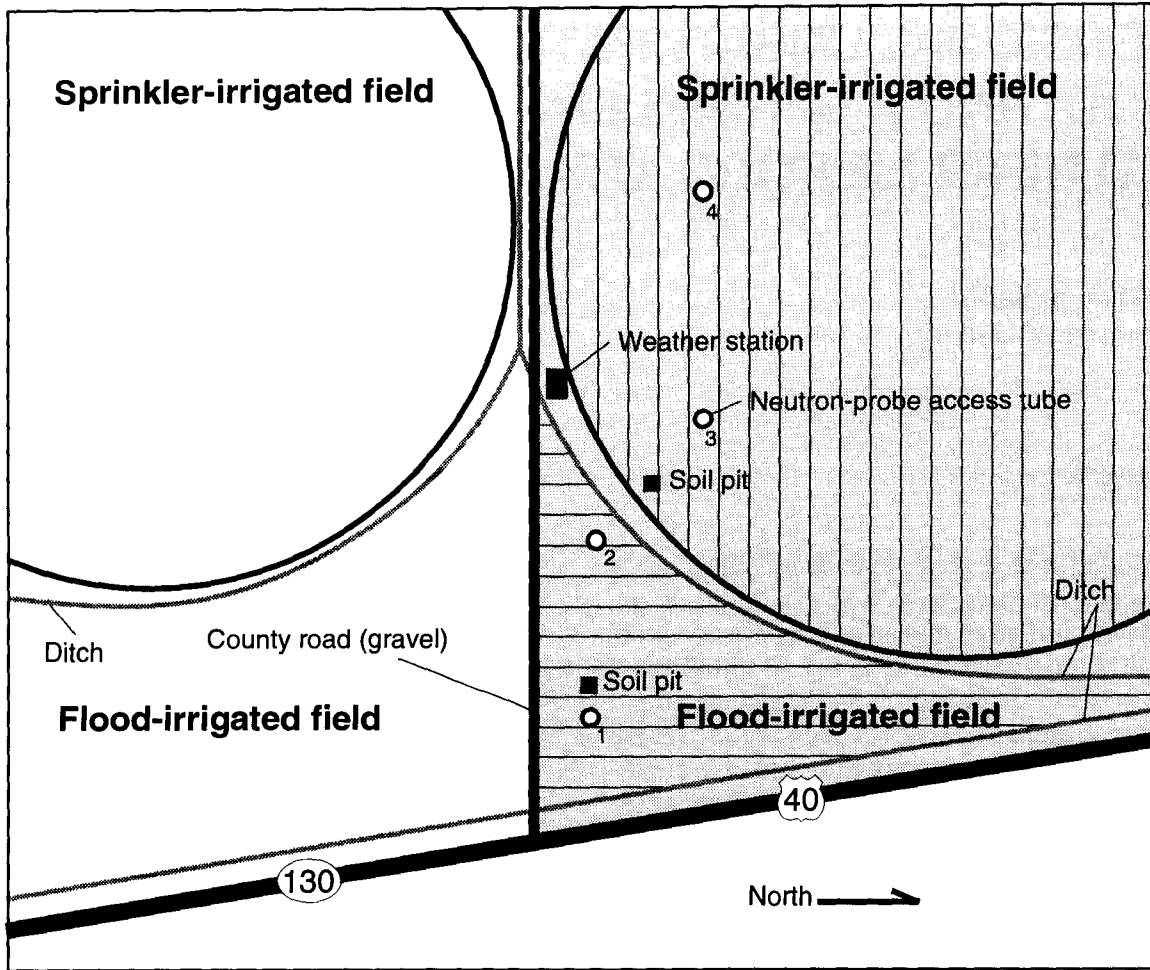 Sprinkler-irrigated field
Sprinkler-irrigated field
4
Weather station
Neutron-probe access tube
3
Soil pit
2
Ditch
County road (gravel)
Ditch
Soil pit
Flood-irrigated field
Flood-irrigated field
1
40
130
North